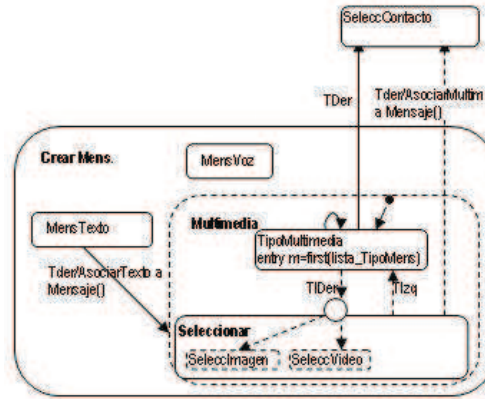 SeleccContacto
TDer
Tder/AsociarMultim
a Mensaje()
Crear Mens.
MensVoz
MensTexto
Multimedia
TipoMultimedia
entry m=first(lista_TipoMens)
Tder/AsociarTexto a
Mensaje()
TIDer
TIzq
Seleccionar
SeleccImagen
SeleccVideo